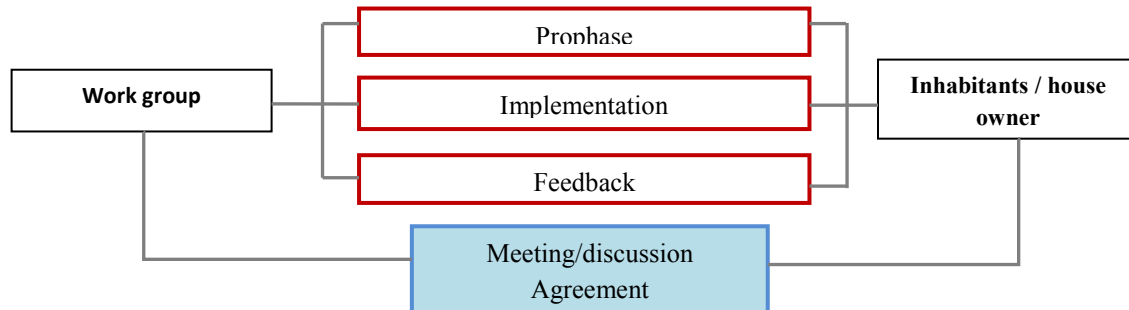 Prophase
Work group
Implementation
Inhabitants / house
owner
Feedback
Meeting/discussion
Agreement